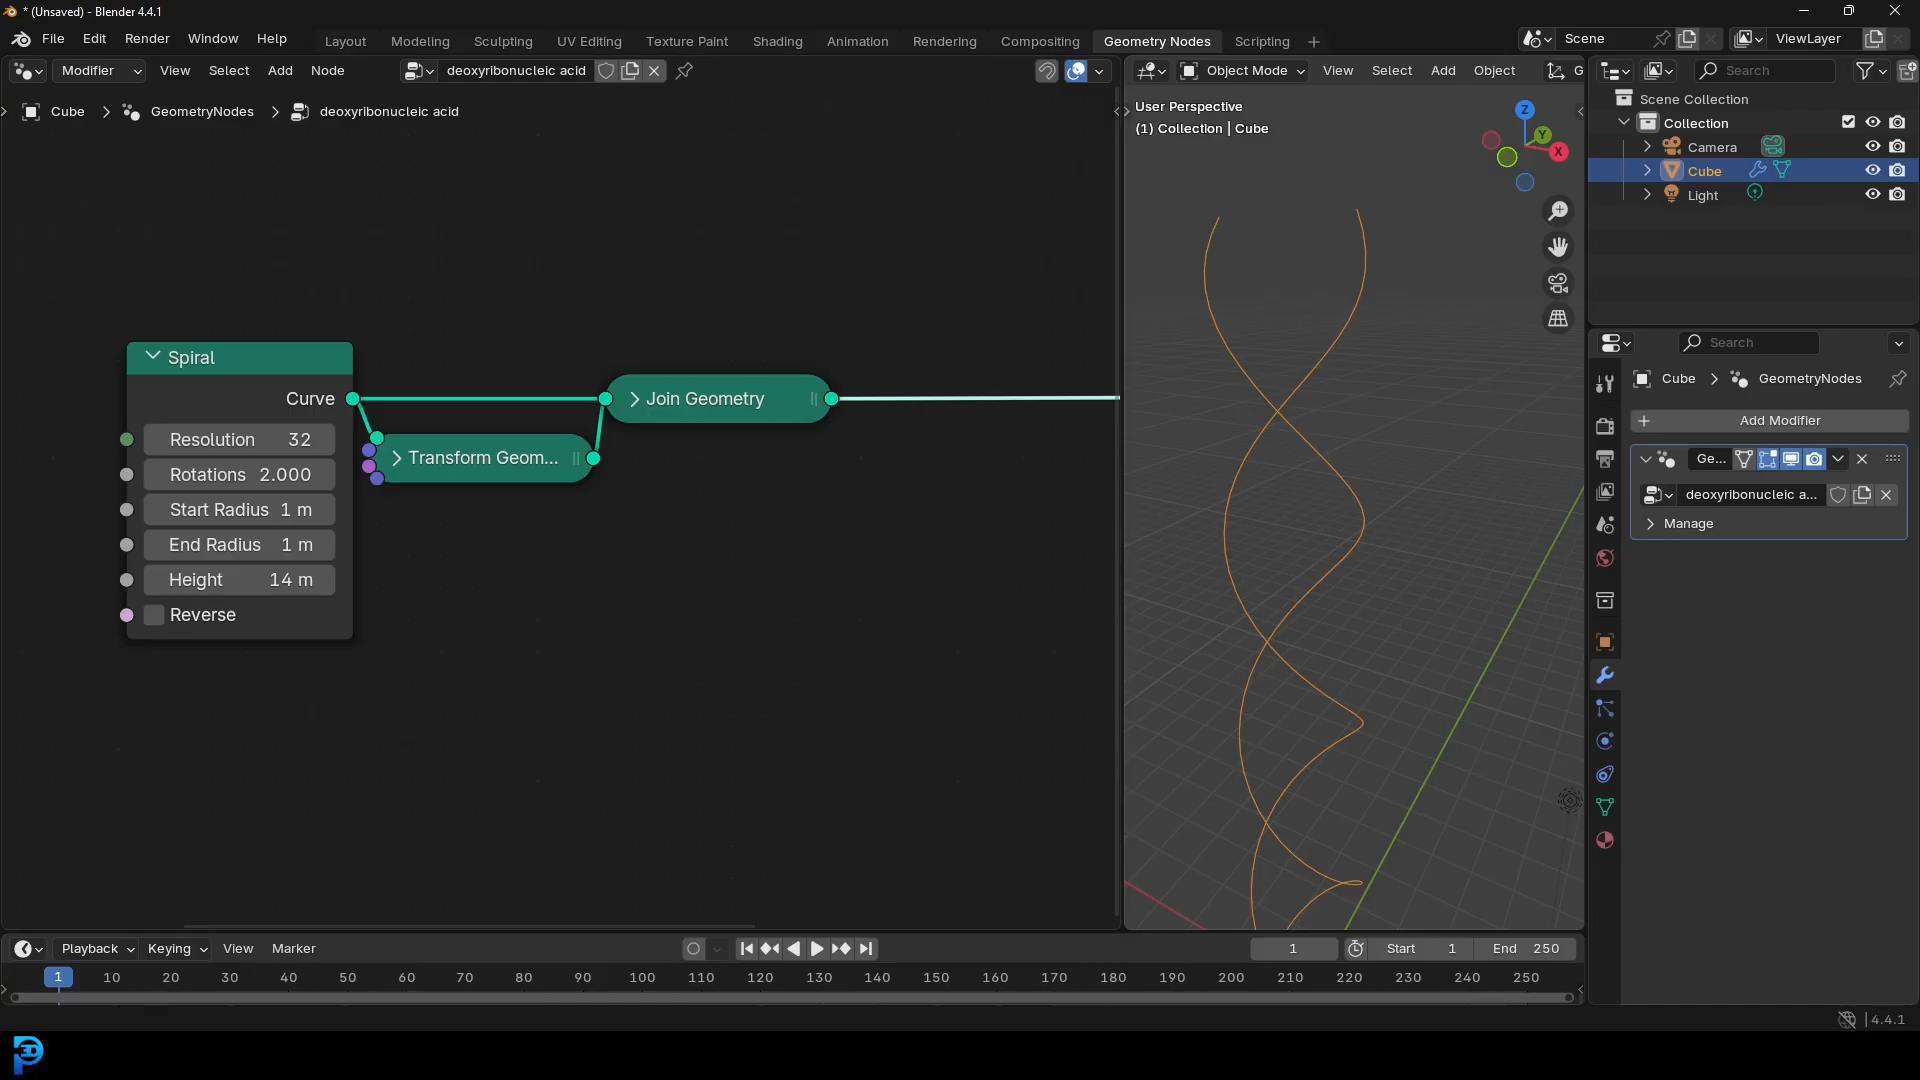 * (Unsaved) - Blender 4.4.1
File Edit Render Window Help Layout Modeling Sculpting UV Editing Texture Paint Shading Animation Rendering Compositing Geometry Nodes Scripting + Scene ViewLayer
Modifier View Select Add Node deoxyribonucleic acid Object Mode View Select Add Object G Search
Cube > GeometryNodes > deoxyribonucleic acid
User Perspective
(1) Collection | Cube
Z
Y
X
Scene Collection
Collection
Camera
Cube
Light
Spiral
Curve
Resolution 32
Rotations 2.000
Start Radius 1 m
End Radius 1 m
Height 14 m
Reverse
Join Geometry
Transform Geom...
Search
Cube > GeometryNodes
+ Add Modifier
Ge...
deoxyribonucleic a...
Manage
Playback Keying View Marker 1 Start 1 End 250
1 10 20 30 40 50 60 70 80 90 100 110 120 130 140 150 160 170 180 190 200 210 220 230 240 250
4.4.1
P3D